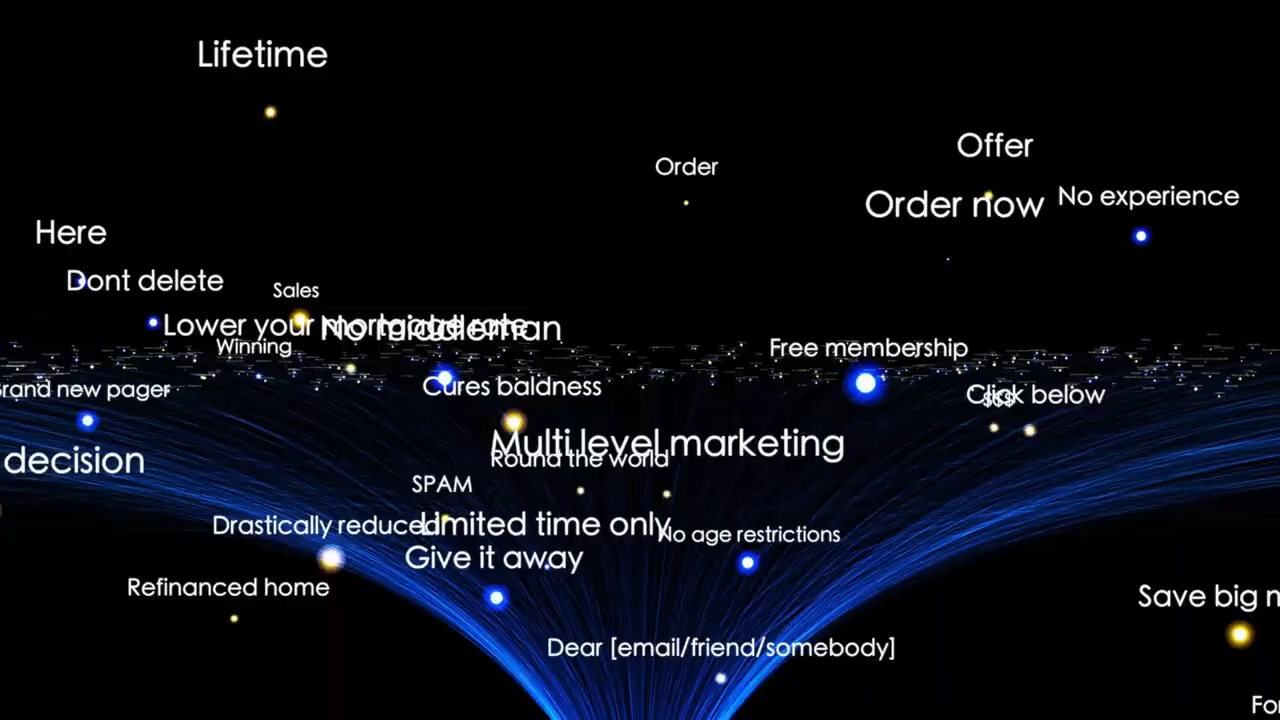 Lifetime
Offer
Order
No experience
Order now
Here
Dont delete
Sales
Lower your mortgage rate
No middleman
Winning
Free membership
Cures baldness
brand new pager
Click below
$$$
Multi level marketing
Round the world
decision
SPAM
Limited time only
Drastically reduced
No age restrictions
Give it away
Refinanced home
Save big
Dear [email/friend/somebody]